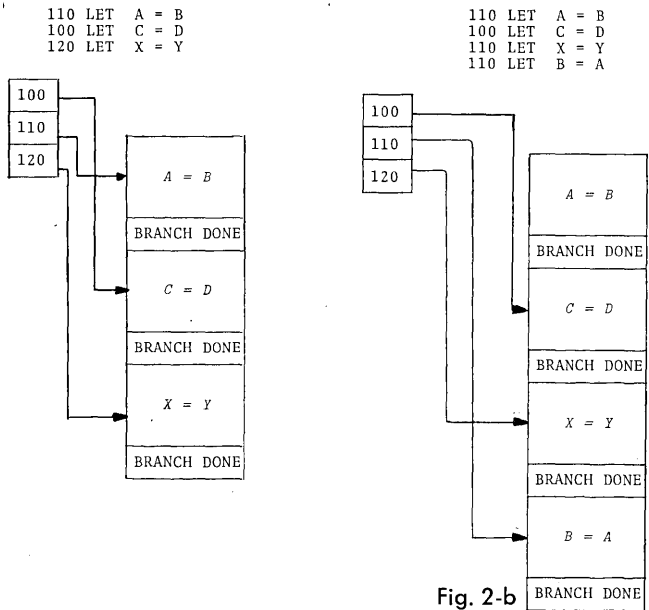 110 LET A = B
100 LET C = D
120 LET X = Y
100
110
120
A = B
BRANCH DONE
C = D
BRANCH DONE
X = Y
BRANCH DONE
110 LET A = B
100 LET C = D
110 LET X = Y
110 LET B = A
100
110
120
A = B
BRANCH DONE
C = D
BRANCH DONE
X = Y
BRANCH DONE
B = A
BRANCH DONE
Fig. 2-b